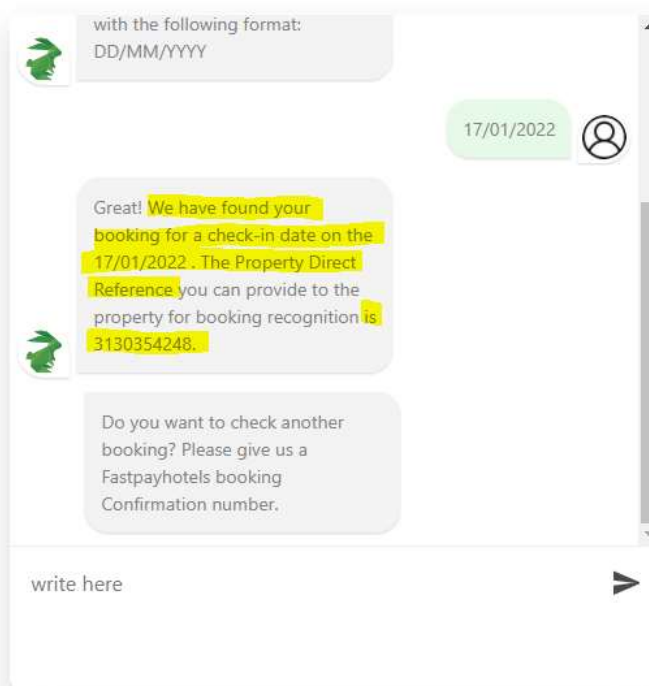 with the following format:
DD/MM/YYYY
17/01/2022
Great! We have found your
booking for a check-in date on the
17/01/2022 . The Property Direct
Reference you can provide to the
property for booking recognition is
3130354248.
Do you want to check another
booking? Please give us a
Fastpayhotels booking
Confirmation number.
write here